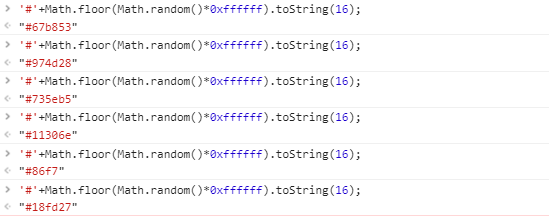 '#'+Math.floor(Math.random()*0xffffff).toString(16);
"#67b853"
'#'+Math.floor(Math.random()*0xffffff).toString(16);
"#974d28"
'#'+Math.floor(Math.random()*0xffffff).toString(16);
"#735eb5"
'#'+Math.floor(Math.random()*0xffffff).toString(16);
"#11306e"
'#'+Math.floor(Math.random()*0xffffff).toString(16);
"#86f7"
'#'+Math.floor(Math.random()*0xffffff).toString(16);
"#18fd27"